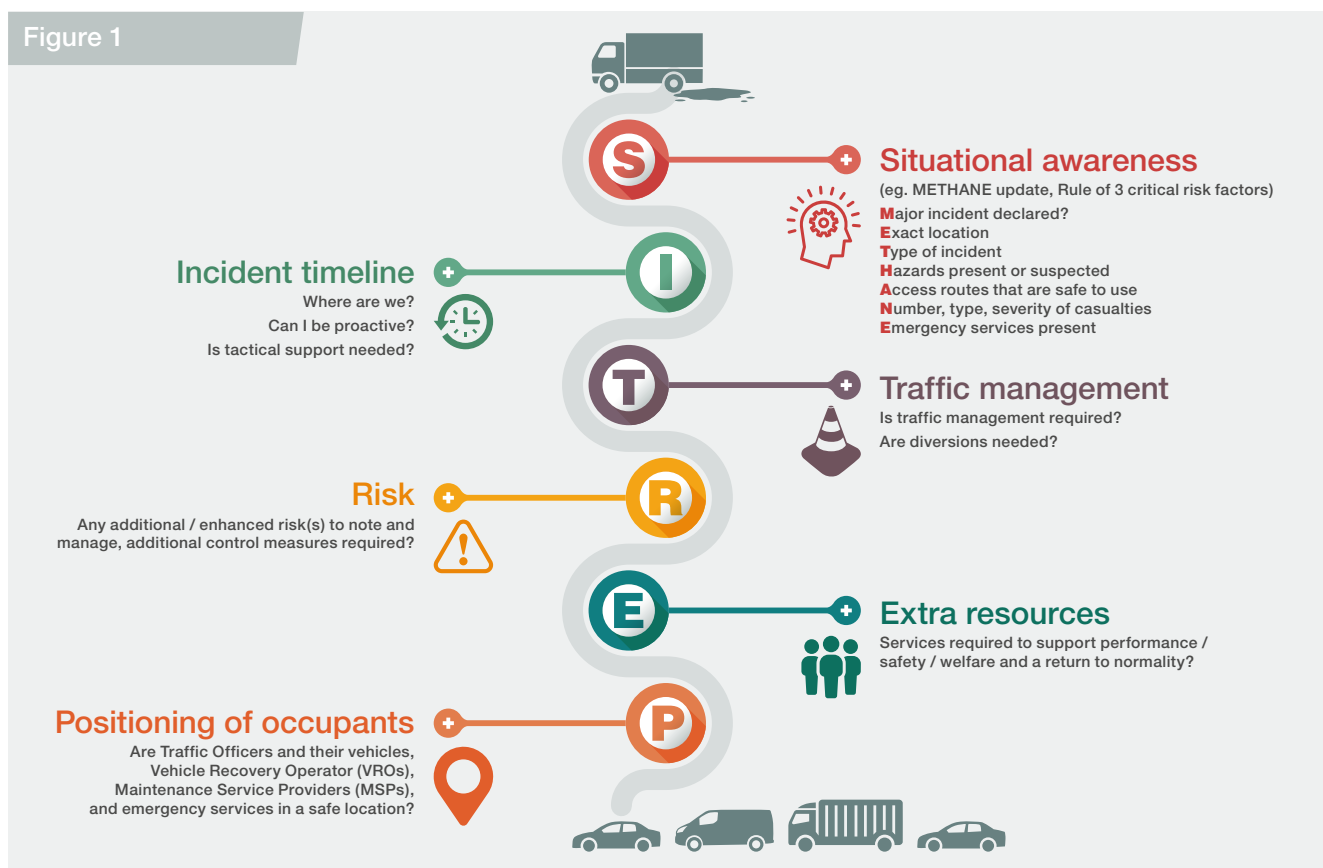 Figure 1
S
Situational awareness
(eg. METHANE update, Rule of 3 critical risk factors)
Major incident declared?
Exact location
Type of incident
Hazards present or suspected
Access routes that are safe to use
Number, type, severity of casualties
Emergency services present
I
Incident timeline
Where are we?
Can I be proactive?
Is tactical support needed?
T
Traffic management
Is traffic management required?
Are diversions needed?
R
Risk
Any additional / enhanced risk(s) to note and
manage, additional control measures required?
E
Extra resources
Services required to support performance /
safety / welfare and a return to normality?
P
Positioning of occupants
Are Traffic Officers and their vehicles,
Vehicle Recovery Operator (VROs),
Maintenance Service Providers (MSPs),
and emergency services in a safe location?